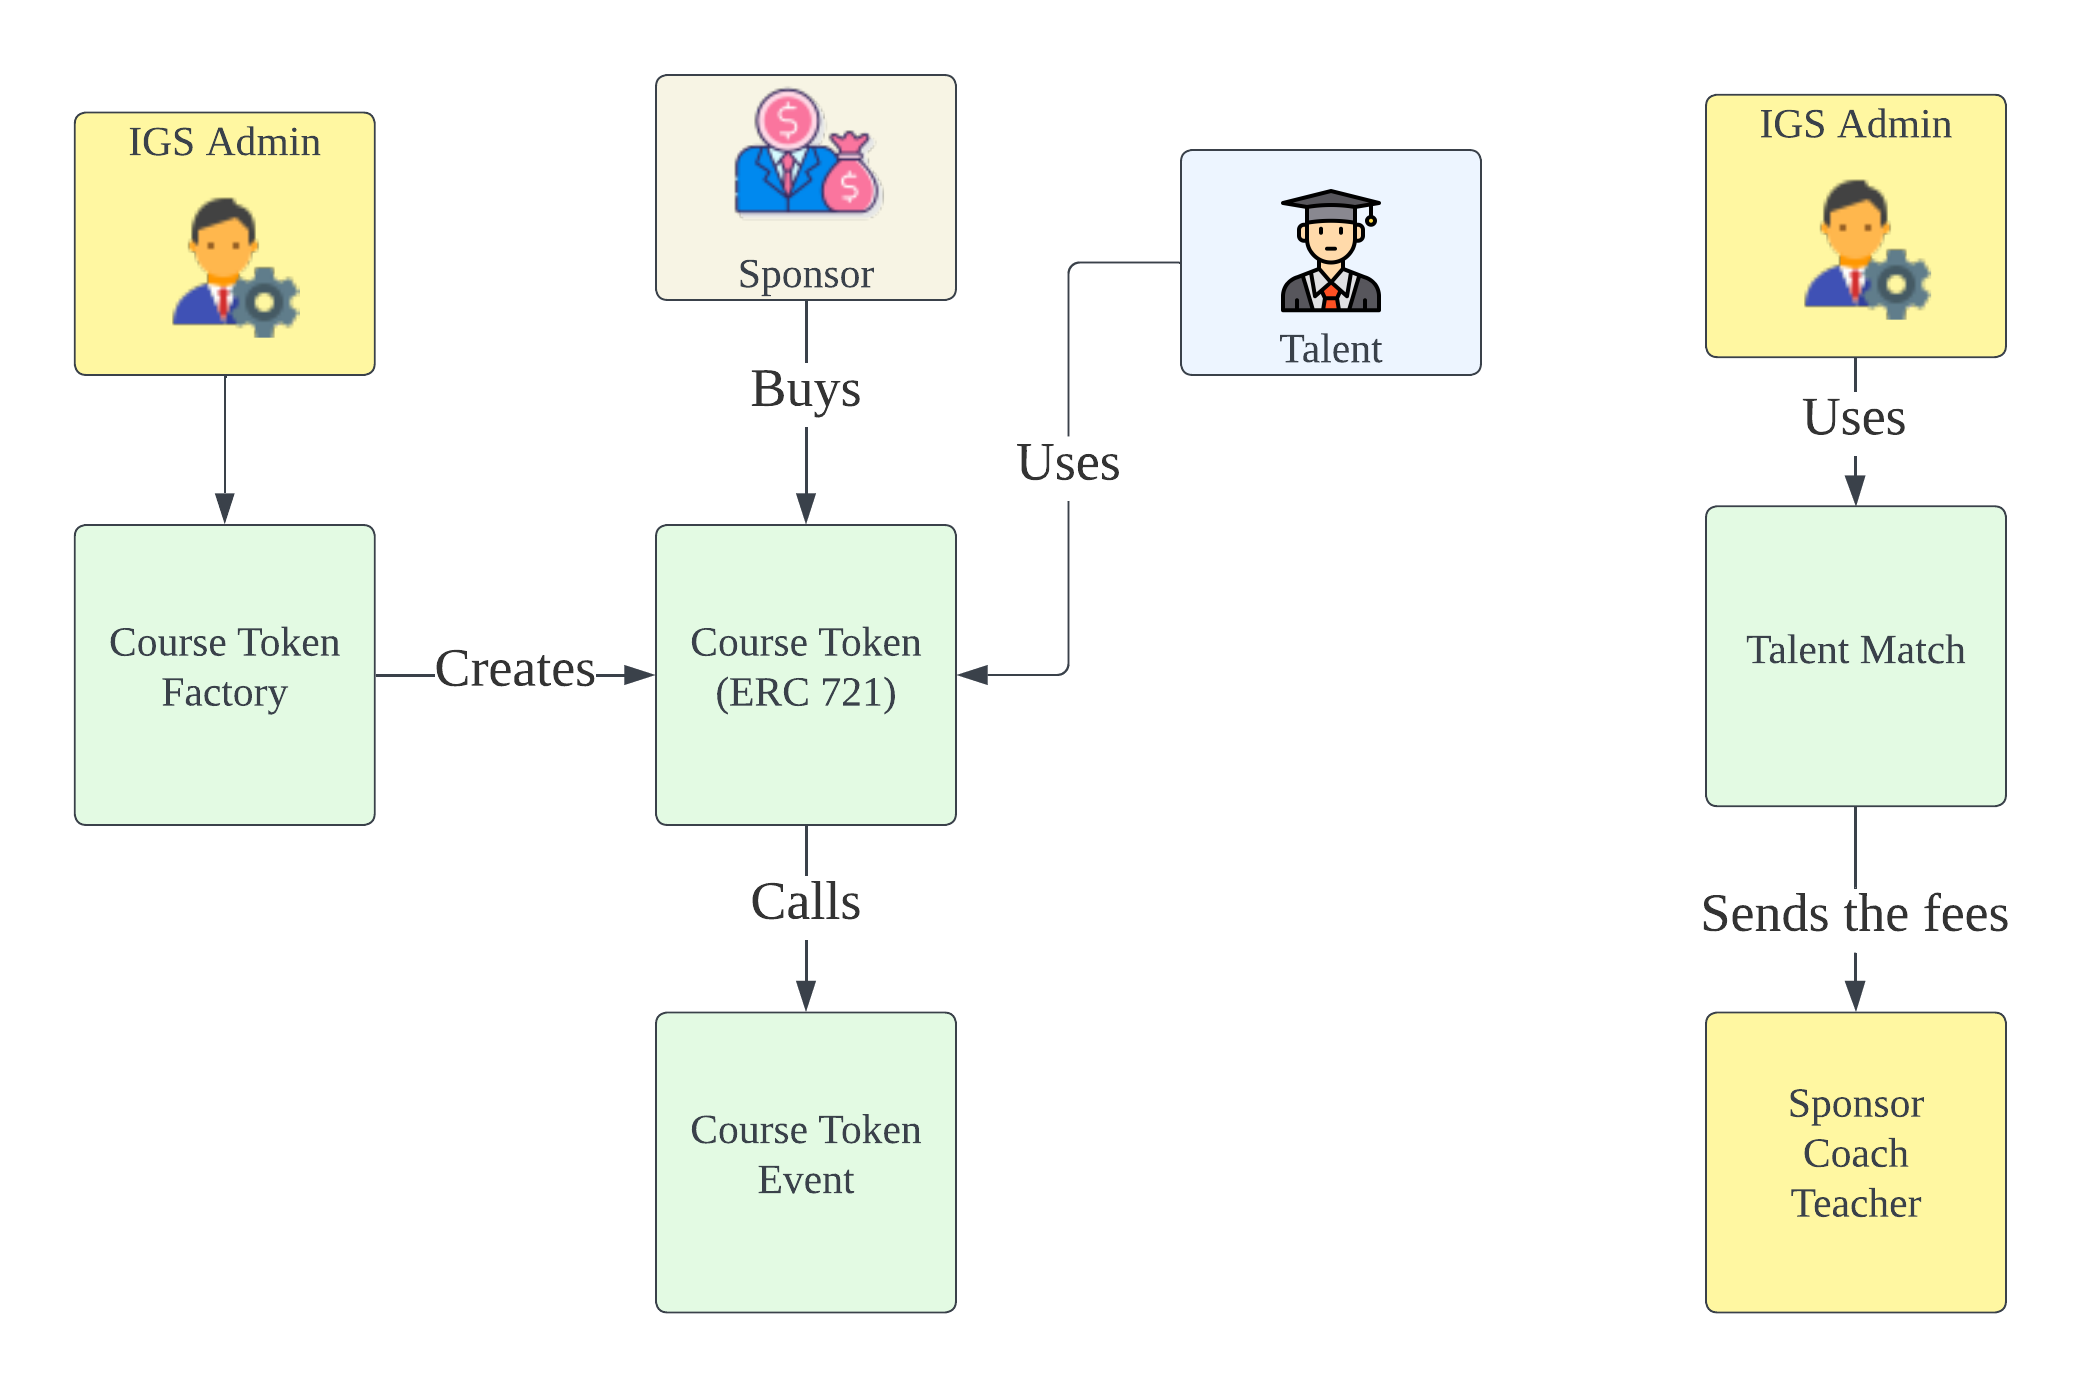 IGS Admin
Sponsor
Talent
IGS Admin
Buys
Uses
Uses
Course Token
Factory
Creates
Course Token
(ERC 721)
Talent Match
Calls
Sends the fees
Course Token
Event
Sponsor
Coach
Teacher